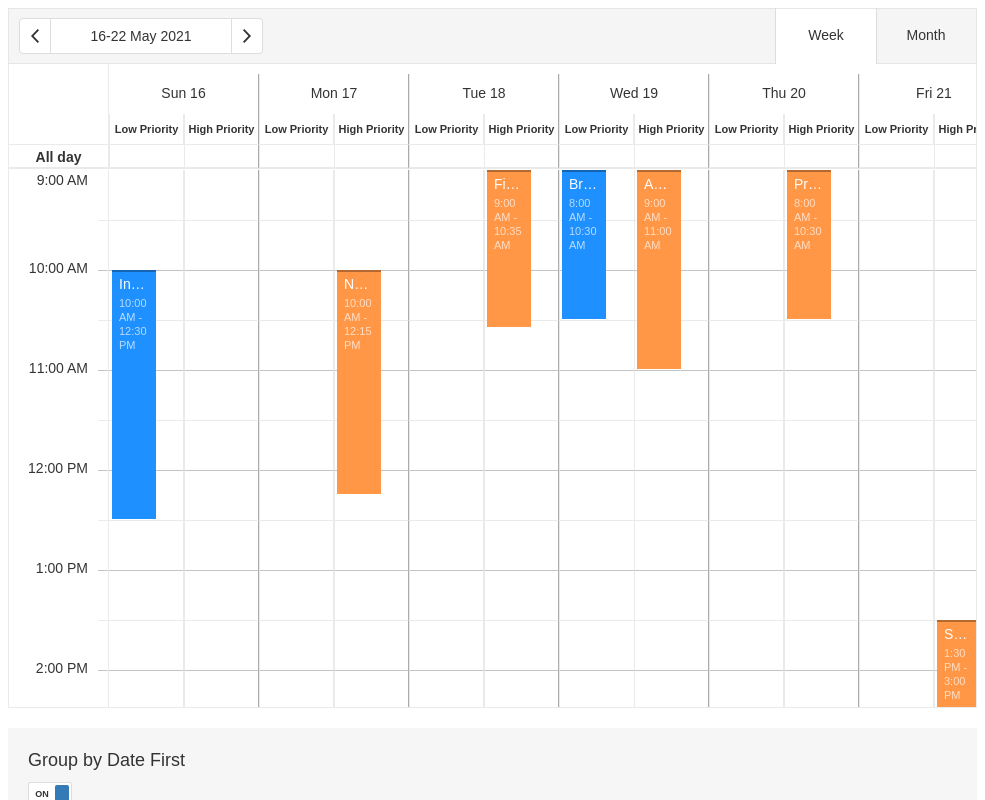 16-22 May 2021
Week
Month
Sun 16
Mon 17
Tue 18
Wed 19
Thu 20
Fri 21
Low Priority
High Priority
Low Priority
High Priority
Low Priority
High Priority
Low Priority
High Priority
Low Priority
High Priority
Low Priority
High Pr
All day
9:00 AM
10:00 AM
11:00 AM
12:00 PM
1:00 PM
2:00 PM
In...
10:00
AM -
12:30
PM
N...
10:00
AM -
12:15
PM
Fi...
9:00
AM -
10:35
AM
Br...
8:00
AM -
10:30
AM
A...
9:00
AM -
11:00
AM
Pr...
8:00
AM -
10:30
AM
S...
1:30
PM -
3:00
PM
Group by Date First
ON